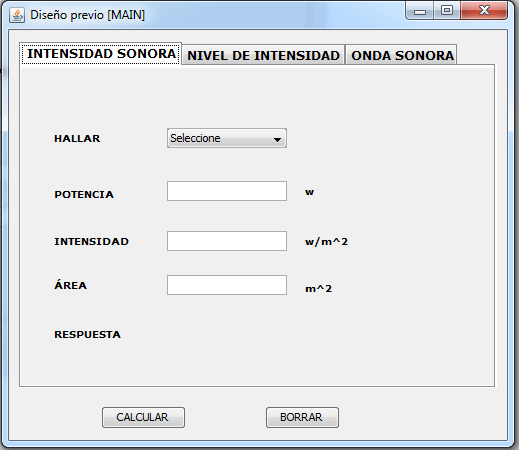 Diseño previo [MAIN]
INTENSIDAD SONORA NIVEL DE INTENSIDAD ONDA SONORA
HALLAR Seleccione
POTENCIA w
INTENSIDAD w/m^2
ÁREA m^2
RESPUESTA
CALCULAR BORRAR